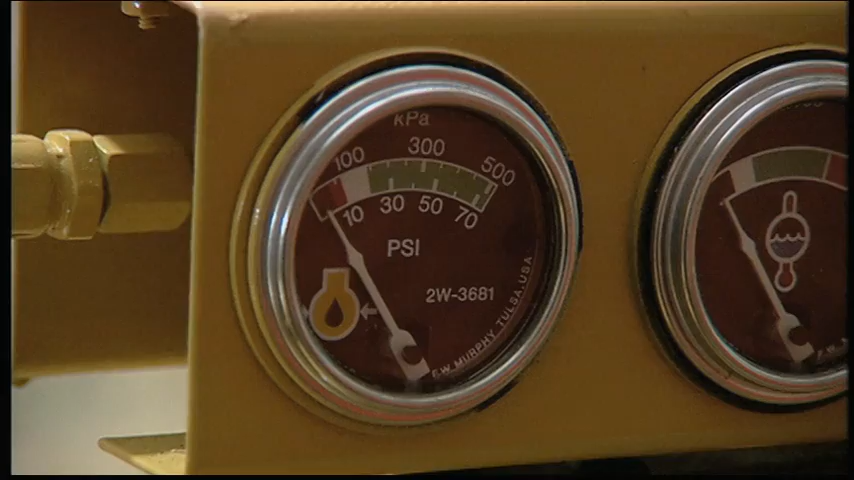 kPa
100 300 500
10 30 50 70
PSI
2W-3681
F.W. MURPHY TULSA, USA.